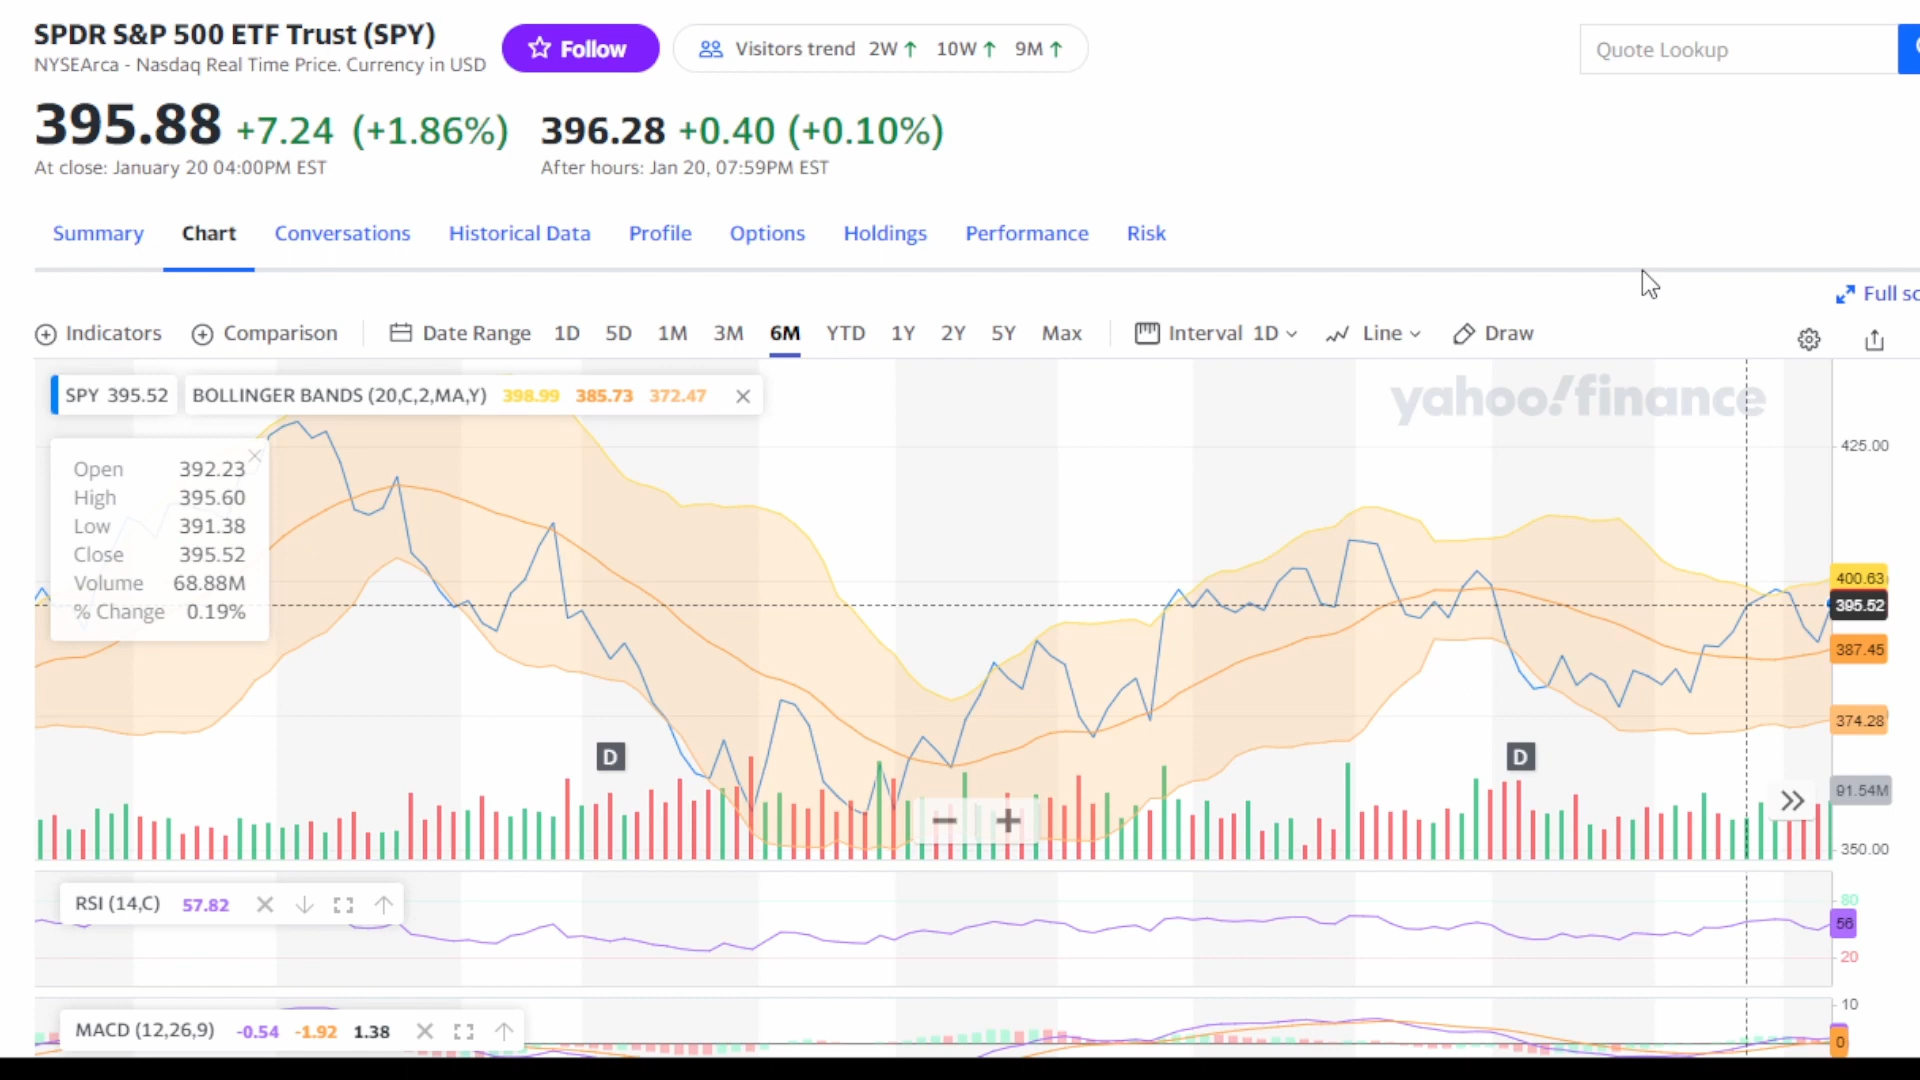 SPDR S&P 500 ETF Trust (SPY)
NYSEArca - Nasdaq Real Time Price. Currency in USD
Follow
Visitors trend 2W↑ 10W↑ 9M↑
Quote Lookup
395.88 +7.24 (+1.86%)
At close: January 20 04:00PM EST
396.28 +0.40 (+0.10%)
After hours: Jan 20, 07:59PM EST
Summary Chart Conversations Historical Data Profile Options Holdings Performance Risk
Full sc
Indicators Comparison Date Range 1D 5D 1M 3M 6M YTD 1Y 2Y 5Y Max Interval 1D Line Draw
SPY 395.52
BOLLINGER BANDS (20,C,2,MA,Y) 398.99 385.73 372.47
yahoo!finance
Open 392.23
High 395.60
Low 391.38
Close 395.52
Volume 68.88M
% Change 0.19%
425.00
400.63
395.52
387.45
374.28
D
D
91.54M
350.00
RSI (14,C) 57.82
80
56
20
MACD (12,26,9) -0.54 -1.92 1.38
10
0